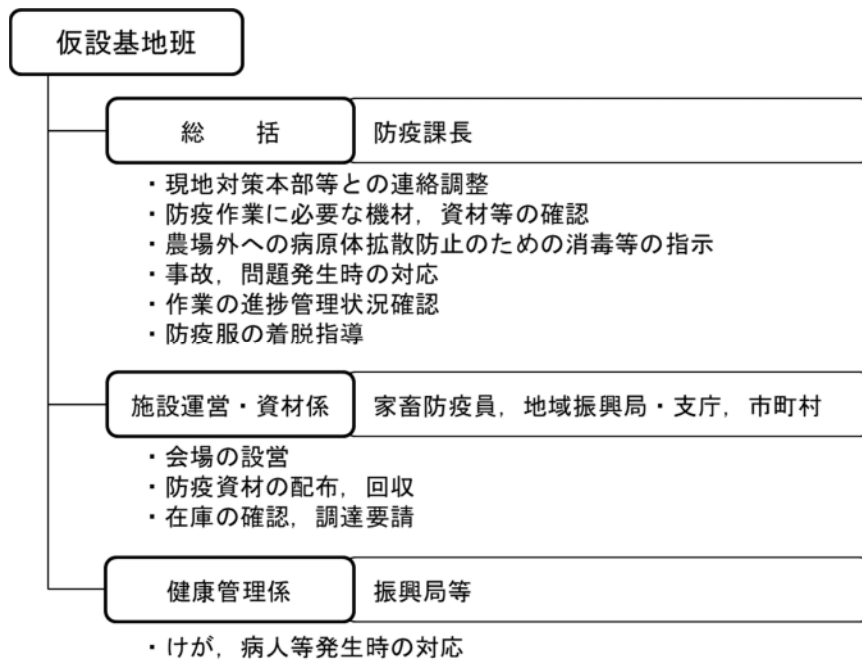 仮設基地班
総　　括　防疫課長
・現地対策本部等との連絡調整
・防疫作業に必要な機材，資材等の確認
・農場外への病原体拡散防止のための消毒等の指示
・事故，問題発生時の対応
・作業の進捗管理状況確認
・防疫服の着脱指導
施設運営・資材係　家畜防疫員，地域振興局・支庁，市町村
・会場の設営
・防疫資材の配布，回収
・在庫の確認，調達要請
健康管理係　振興局等
・けが，病人等発生時の対応